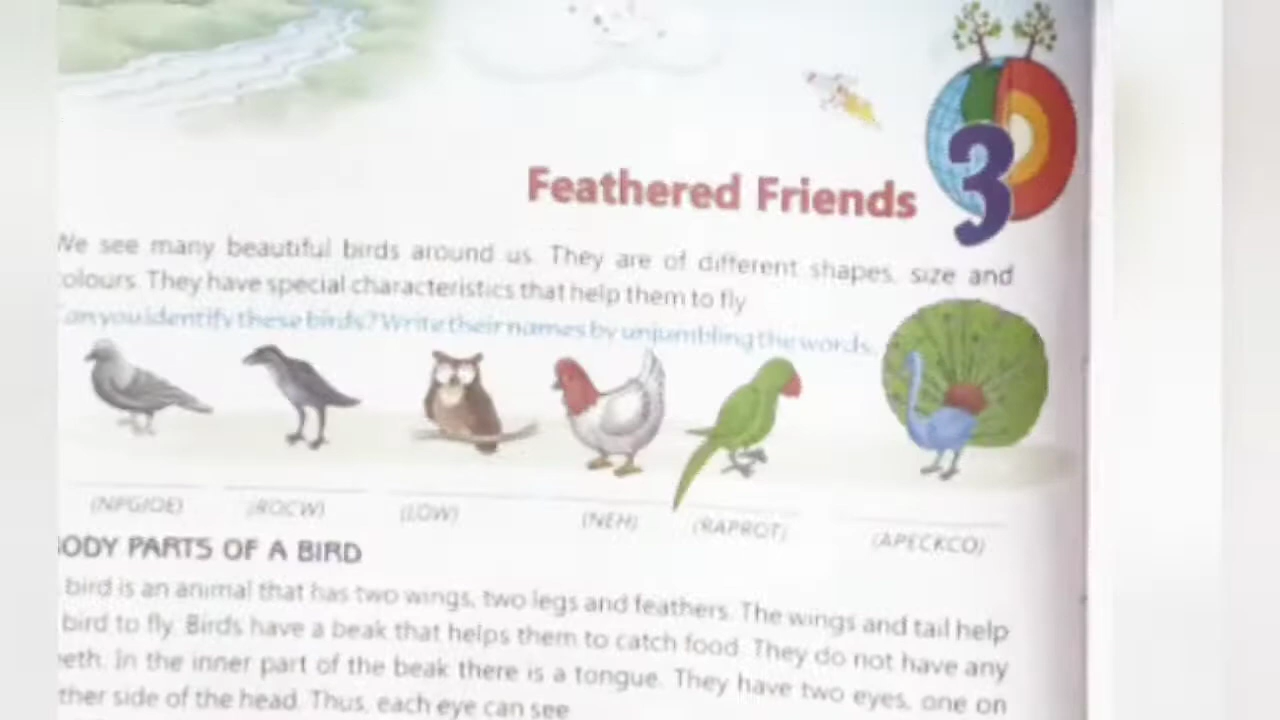 3
Feathered Friends
We see many beautiful birds around us. They are of different shapes, size and
olours. They have special characteristics that help them to fly
an you identify these birds? Write their names by unjumbling the words.
(NPGIOE) (ROCW) (LOW) (NEH) (RAPROT) (APECKCO)
ODY PARTS OF A BIRD
bird is an animal that has two wings, two legs and feathers. The wings and tail help
bird to fly. Birds have a beak that helps them to catch food. They do not have any
eeth. In the inner part of the beak there is a tongue. They have two eyes, one on
ther side of the head. Thus, each eye can see